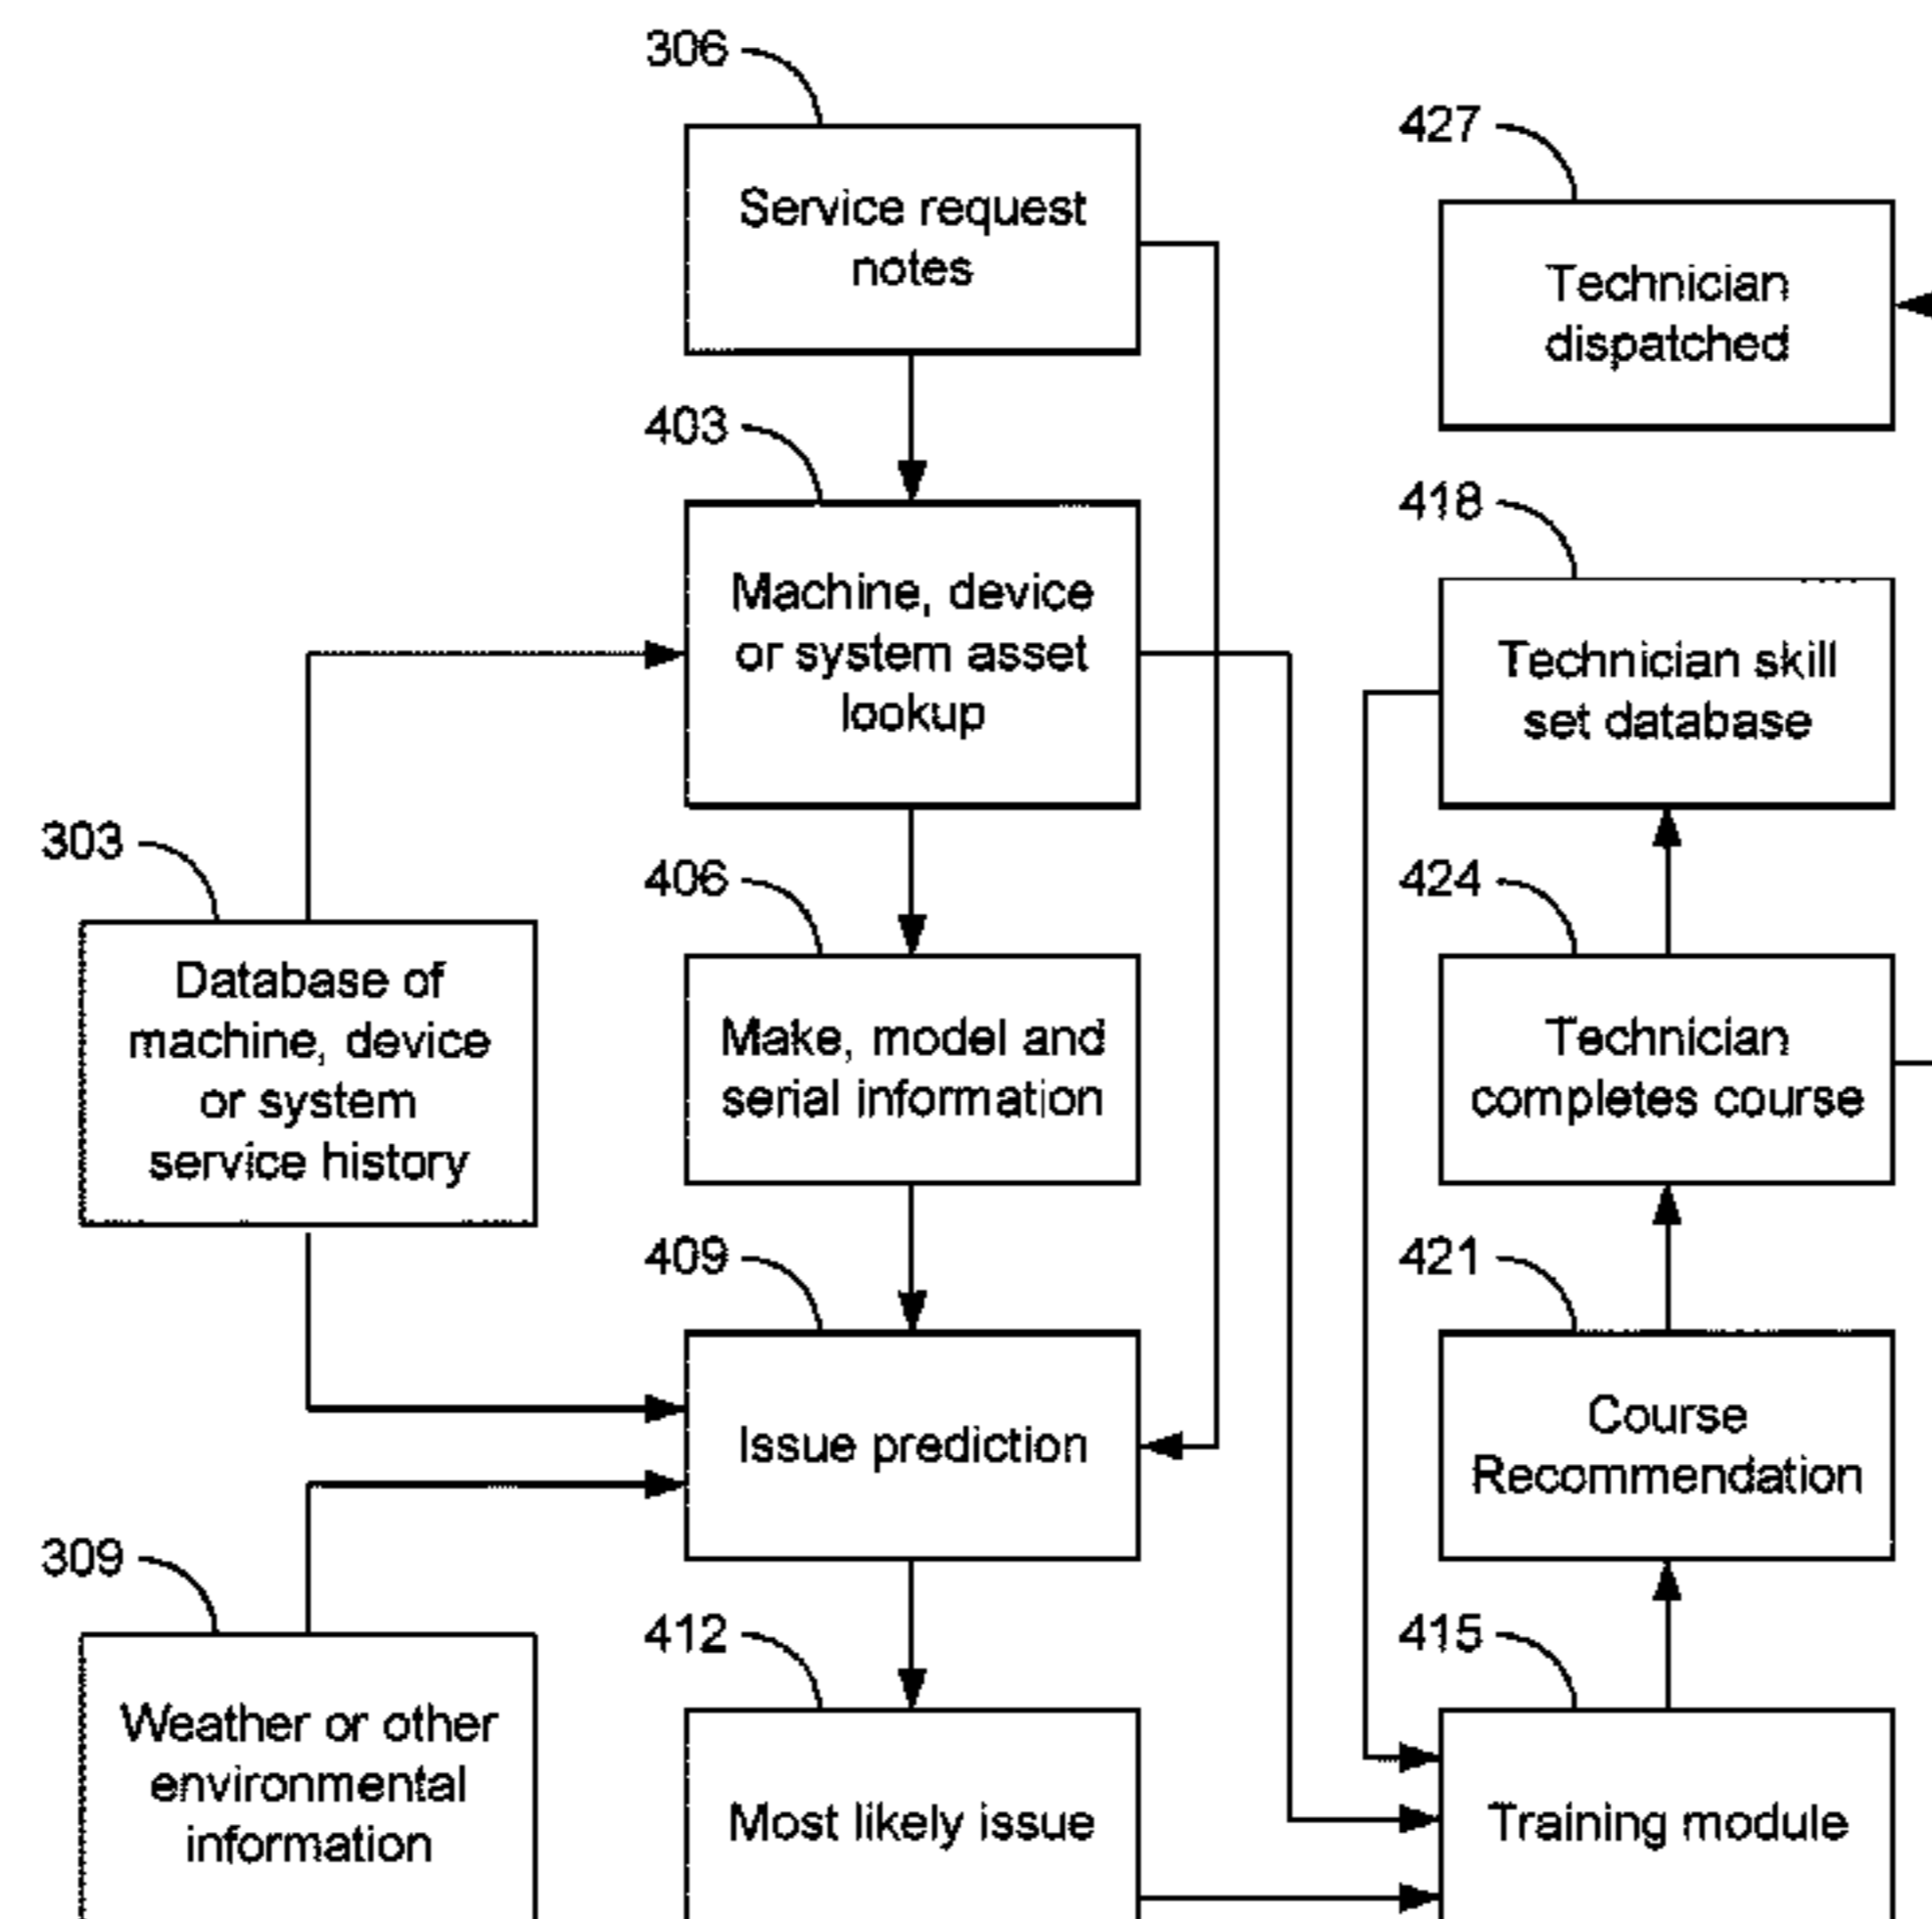 306
Service request
notes
427
Technician
dispatched
403
Machine, device
or system asset
lookup
418
Technician skill
set database
303
Database of
machine, device
or system
service history
406
Make, model and
serial information
424
Technician
completes course
409
Issue prediction
421
Course
Recommendation
309
Weather or other
environmental
information
412
Most likely issue
415
Training module